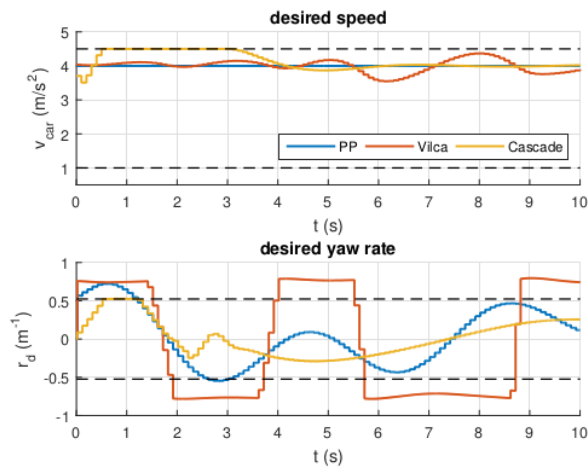 desired speed
v_car (m/s²)
5
4
3
2
1
PP Vilca Cascade
0 1 2 3 4 5 6 7 8 9 10
t (s)
desired yaw rate
r_d (m⁻¹)
1
0.5
0
-0.5
-1
0 1 2 3 4 5 6 7 8 9 10
t (s)